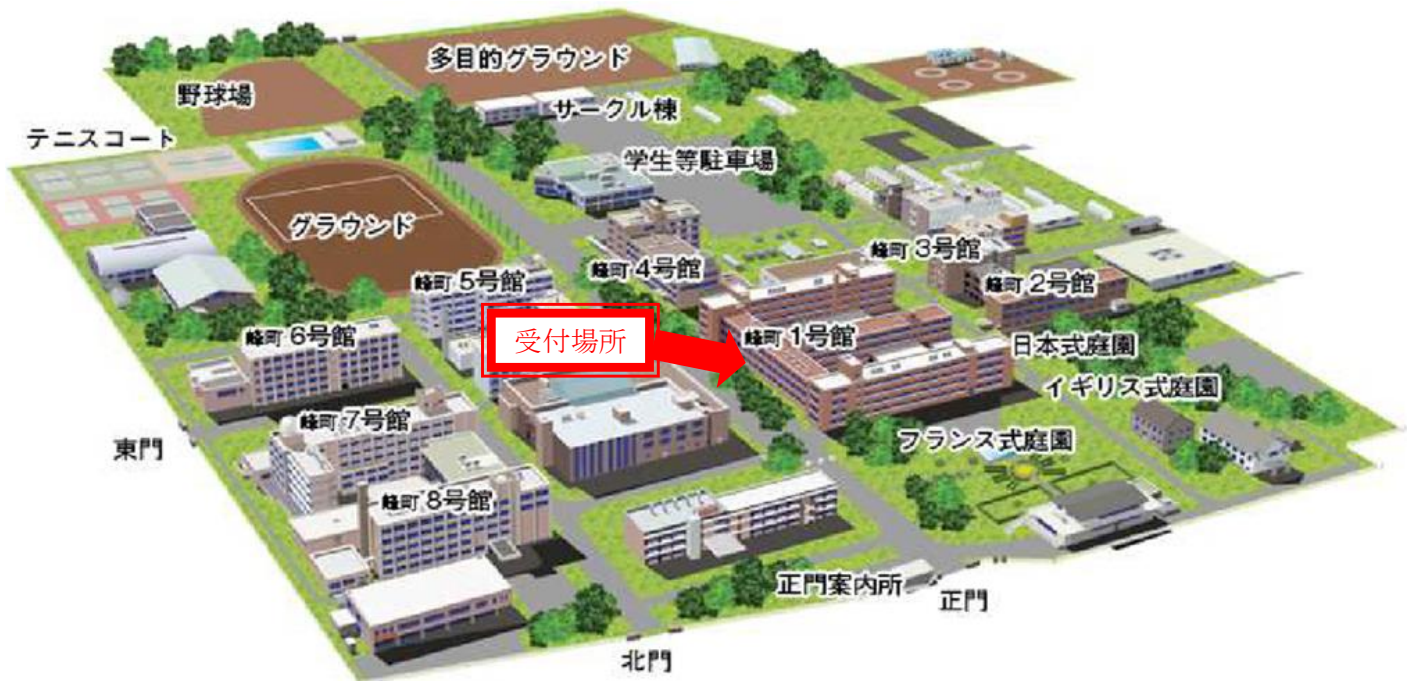 多目的グラウンド
野球場
サークル棟
テニスコート
学生等駐車場
グラウンド
峰町3号館
峰町4号館
峰町5号館
峰町2号館
峰町6号館
受付場所
峰町1号館
日本式庭園
イギリス式庭園
峰町7号館
東門
フランス式庭園
峰町8号館
正門案内所
正門
北門